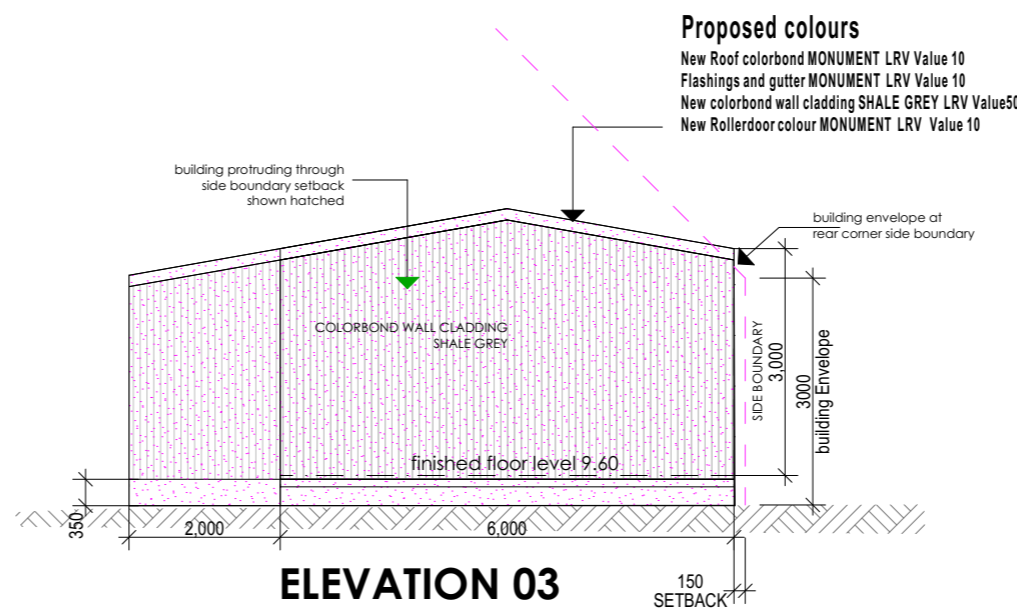 Proposed colours
New Roof colorbond MONUMENT LRV Value 10
Flashings and gutter MONUMENT LRV Value 10
New colorbond wall cladding SHALE GREY LRV Value50
New Rollerdoor colour MONUMENT LRV Value 10
building protruding through
side boundary setback
shown hatched
building envelope at
rear corner side boundary
COLORBOND WALL CLADDING
SHALE GREY
SIDE BOUNDARY
3,000
3000
building Envelope
finished floor level 9.60
350
2,000
6,000
150
SETBACK
ELEVATION 03